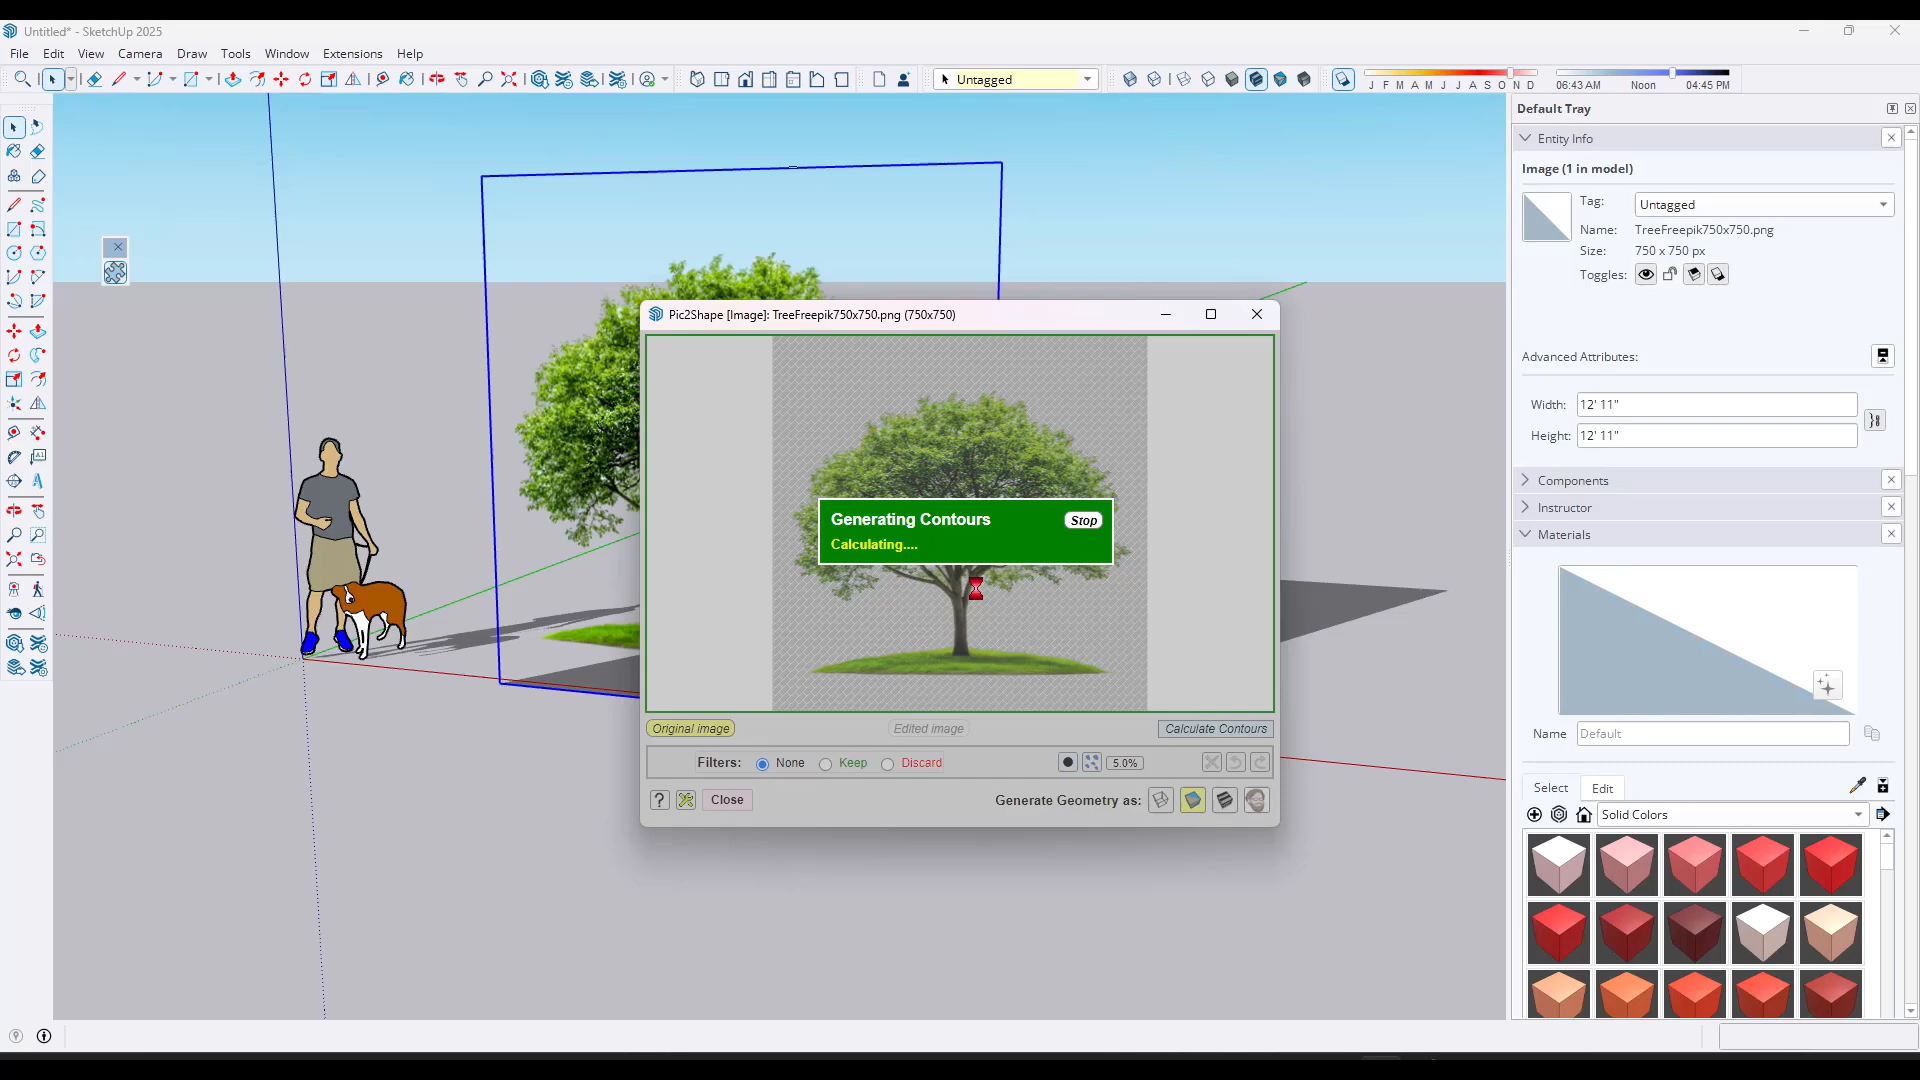 Untitled* - SketchUp 2025
File Edit View Camera Draw Tools Window Extensions Help
Untagged
J F M A M J J A S O N D
06:43 AM Noon 04:45 PM
Default Tray
Entity Info
Image (1 in model)
Tag: Untagged
Name: TreeFreepik750x750.png
Size: 750 x 750 px
Toggles:
Advanced Attributes:
Width: 12' 11"
Height: 12' 11"
Components
Instructor
Materials
Name Default
Select Edit
Solid Colors
Pic2Shape [Image]: TreeFreepik750x750.png (750x750)
Generating Contours Stop
Calculating....
Original image Edited image Calculate Contours
Filters: None Keep Discard 5.0%
? Close Generate Geometry as: